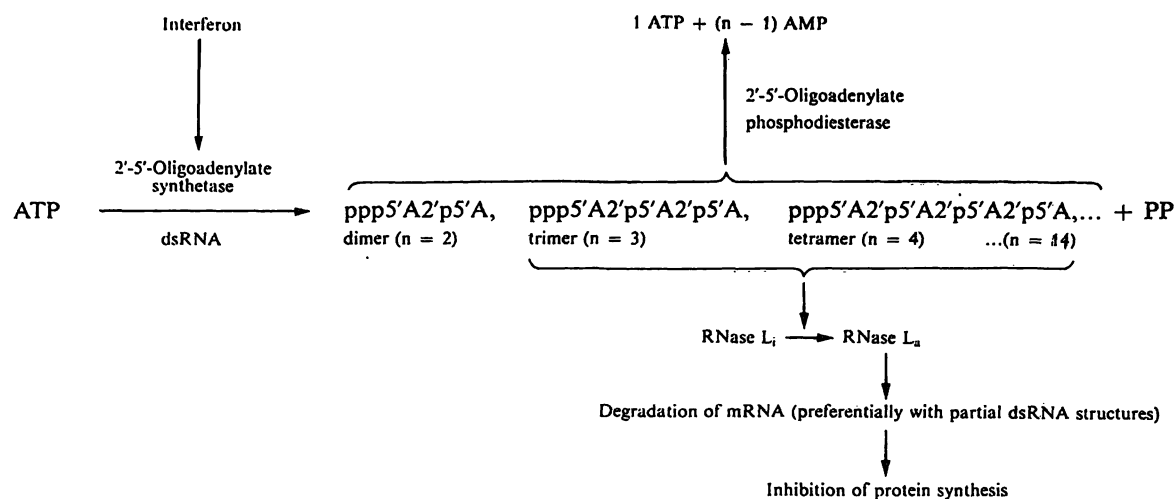 Interferon
1 ATP + (n − 1) AMP
2′-5′-Oligoadenylate
phosphodiesterase
2′-5′-Oligoadenylate
synthetase
ATP
dsRNA
ppp5′A2′p5′A, ppp5′A2′p5′A2′p5′A, ppp5′A2′p5′A2′p5′A2′p5′A,... + PP
dimer (n = 2) trimer (n = 3) tetramer (n = 4) ...(n = 14)
RNase Lᵢ RNase Lₐ
Degradation of mRNA (preferentially with partial dsRNA structures)
Inhibition of protein synthesis